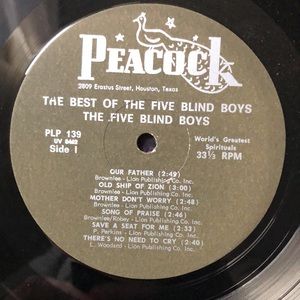 PEACOCK
2809 Erastus Street, Houston, Texas
THE BEST OF THE FIVE BLIND BOYS
THE FIVE BLIND BOYS
PLP 139
UV 6462
Side I
World's Greatest
Spirituals
33⅓ RPM
OUR FATHER (2:49)
Brownlee - Lion Publishing Co. Inc.
OLD SHIP OF ZION (3:00)
Brownlee - Lion Publishing Co. Inc.
MOTHER DON'T WORRY (2:48)
Brownlee - Lion Publishing Co. Inc.
SONG OF PRAISE (2:46)
Brownlee/Robey - Lion Publishing Co. Inc.
SAVE A SEAT FOR ME (2:33)
P. Perkins - Lion Publishing Co. Inc.
THERE'S NO NEED TO CRY (2:40)
L. Woodard - Lion Publishing Co. Inc.